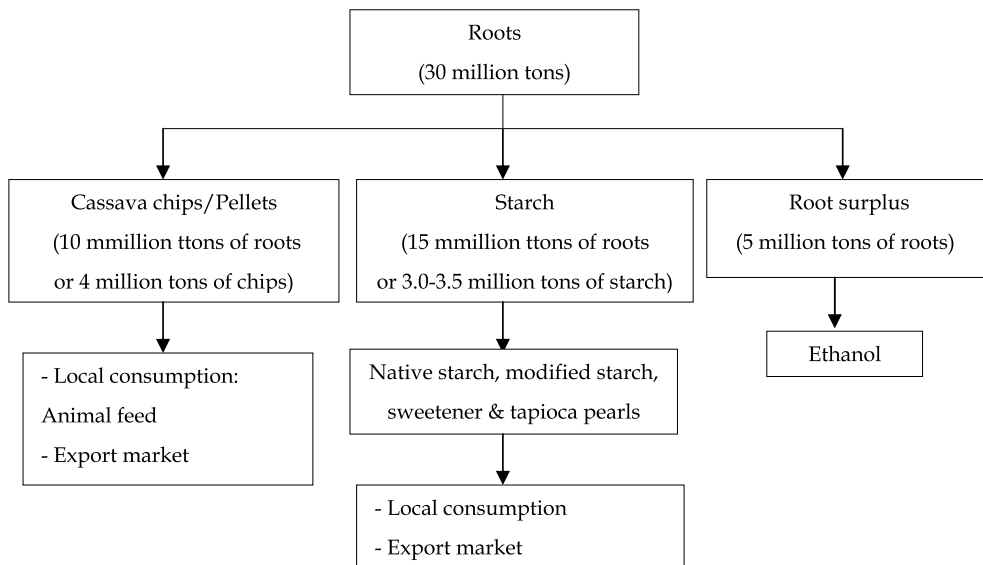 Roots
(30 million tons)
Cassava chips/Pellets
(10 mmillion ttons of roots
or 4 million tons of chips)
Starch
(15 mmillion ttons of roots
or 3.0-3.5 million tons of starch)
Root surplus
(5 million tons of roots)
- Local consumption:
Animal feed
- Export market
Native starch, modified starch,
sweetener & tapioca pearls
Ethanol
- Local consumption
- Export market